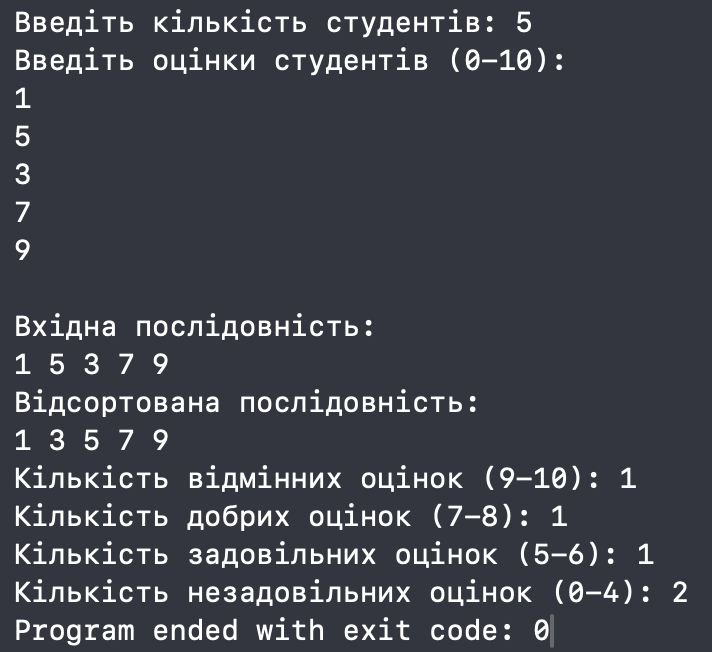 Введіть кількість студентів: 5
Введіть оцінки студентів (0–10):
1
5
3
7
9
Вхідна послідовність:
1 5 3 7 9
Відсортована послідовність:
1 3 5 7 9
Кількість відмінних оцінок (9–10): 1
Кількість добрих оцінок (7–8): 1
Кількість задовільних оцінок (5–6): 1
Кількість незадовільних оцінок (0–4): 2
Program ended with exit code: 0